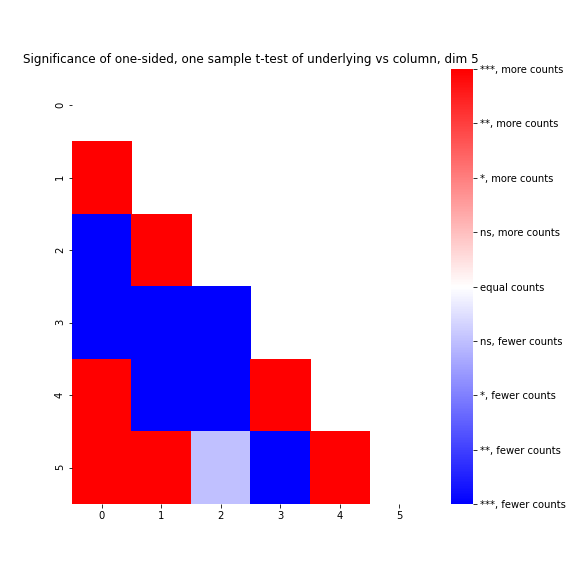 Significance of one-sided, one sample t-test of underlying vs column, dim 5
***, more counts
**, more counts
*, more counts
ns, more counts
equal counts
ns, fewer counts
*, fewer counts
**, fewer counts
***, fewer counts
0
1
2
3
4
5
0 1 2 3 4 5